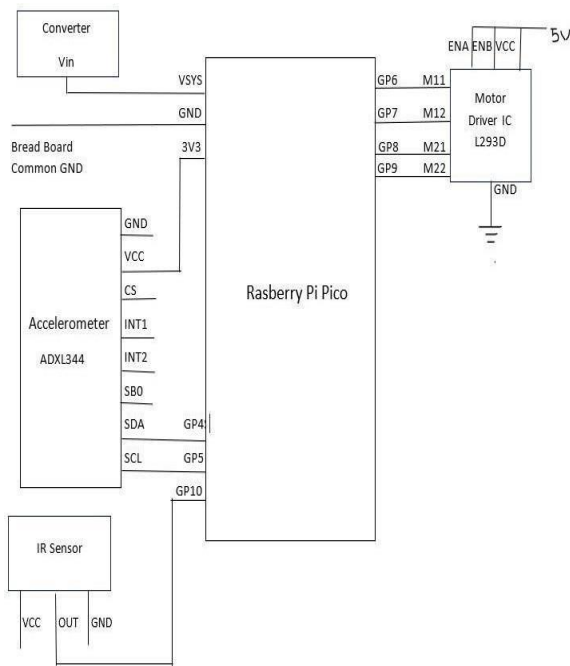 Converter
Vin
VSYS
GND
3V3
Bread Board
Common GND
GND
VCC
CS
INT1
INT2
SB0
SDA
SCL
Accelerometer
ADXL344
GP4
GP5
GP10
IR Sensor
VCC OUT GND
Rasberry Pi Pico
GP6 M11
GP7 M12
GP8 M21
GP9 M22
ENA ENB VCC
5V
Motor
Driver IC
L293D
GND